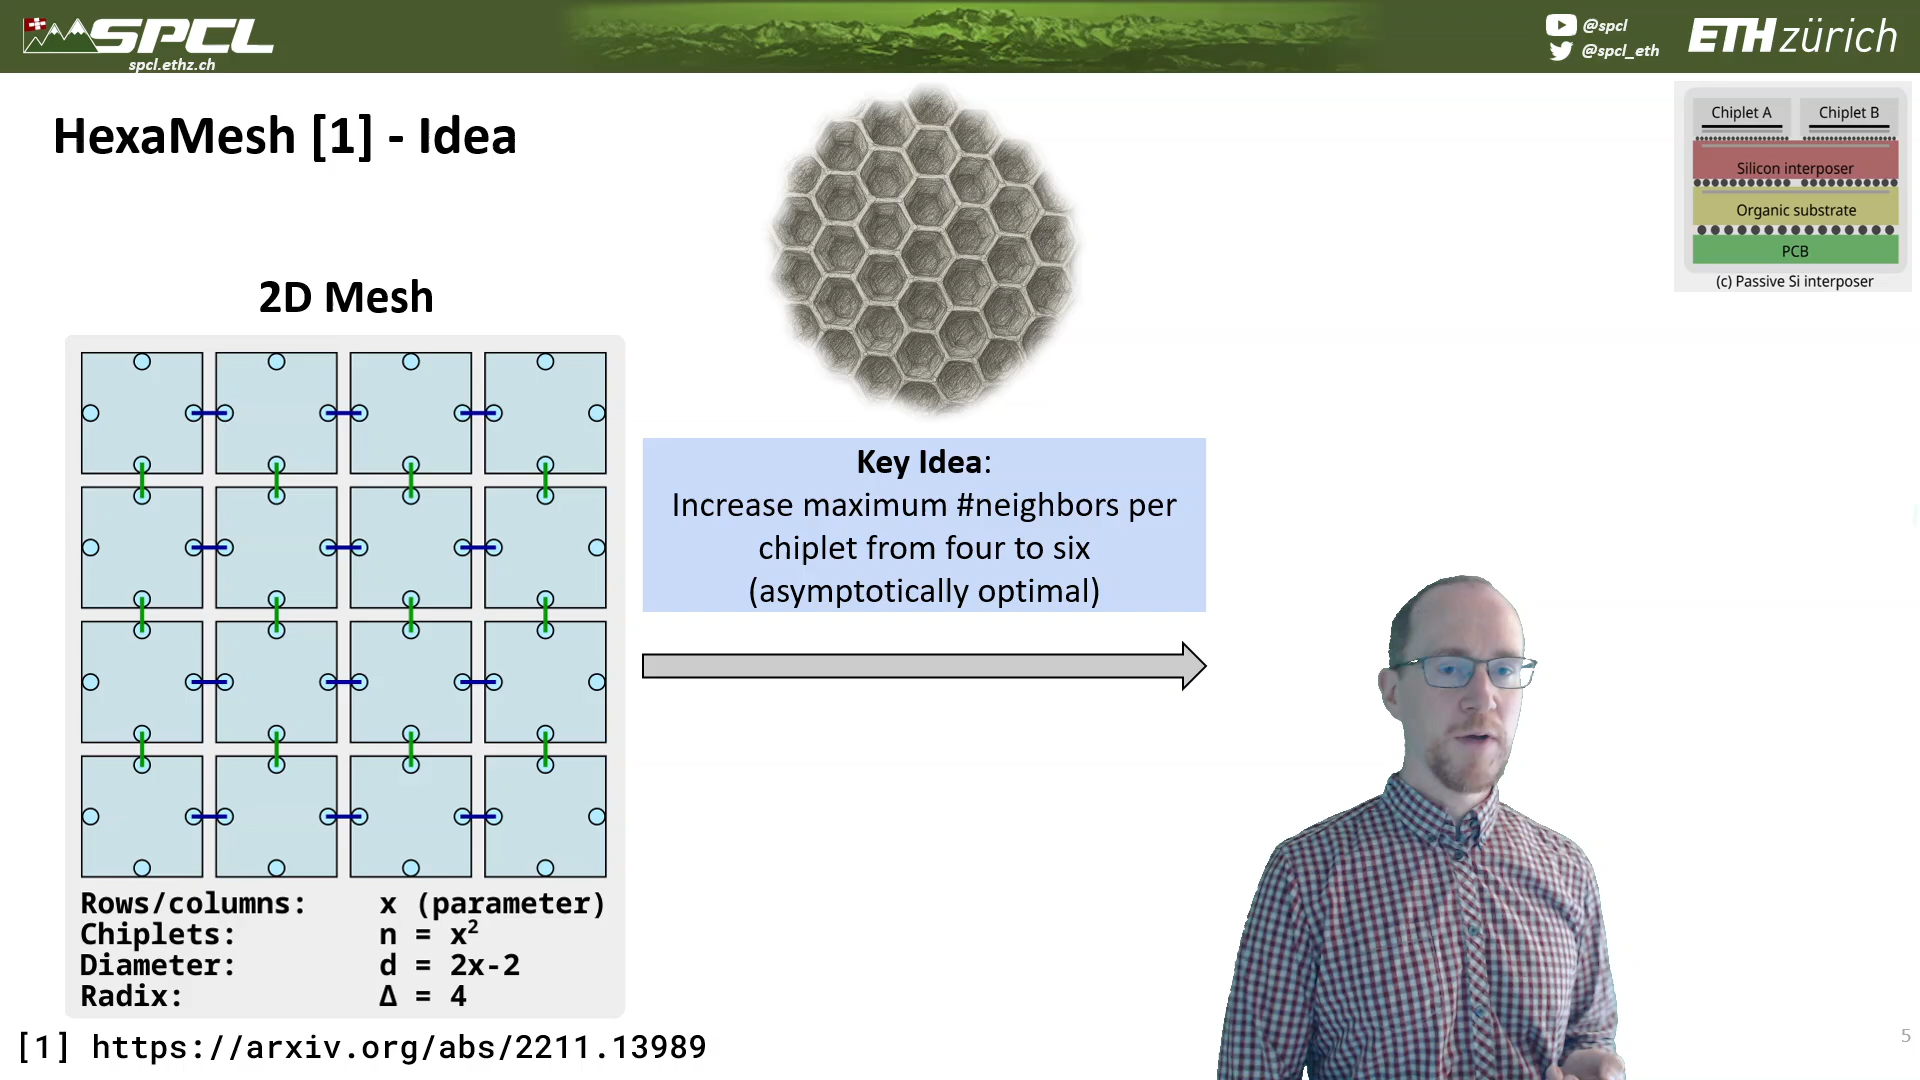 SPCL
spcl.ethz.ch
@spcl
@spcl_eth
ETH zürich
HexaMesh [1] - Idea
Chiplet A
Chiplet B
Silicon interposer
Organic substrate
PCB
(c) Passive Si interposer
2D Mesh
Key Idea:
Increase maximum #neighbors per
chiplet from four to six
(asymptotically optimal)
Rows/columns: x (parameter)
Chiplets: n = x²
Diameter: d = 2x-2
Radix: Δ = 4
[1] https://arxiv.org/abs/2211.13989
5